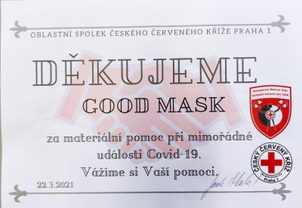 OBLASTNÍ SPOLEK ČESKÉHO ČERVENÉHO KŘÍŽE PRAHA 1
DĚKUJEME
GOOD MASK
za materiální pomoc při mimořádné
události Covid-19.
Vážíme si Vaší pomoci.
22.3.2021
ČESKÝ ČERVENÝ KŘÍŽ